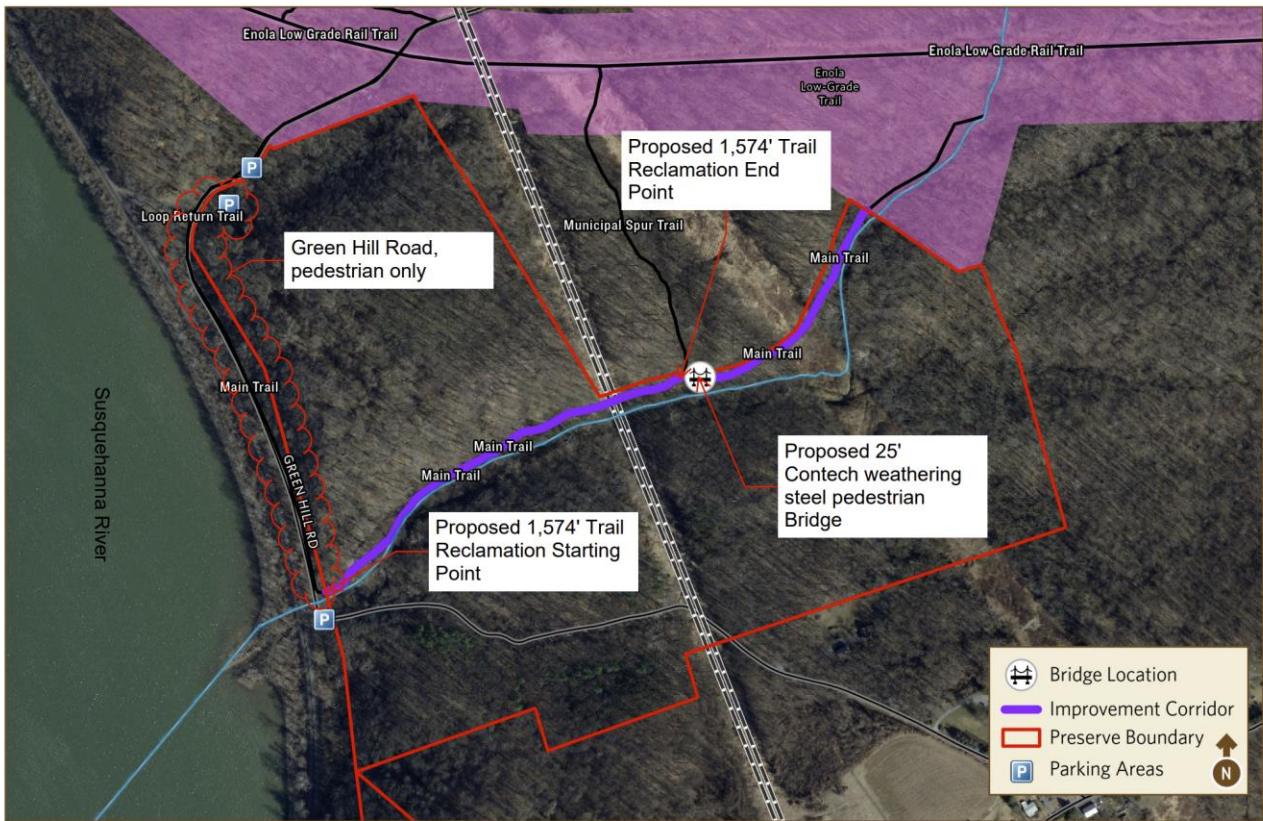 Enola Low Grade Rail Trail
Enola Low Grade Rail Trail
Enola
Low-Grade
Trail
Proposed 1,574' Trail
Reclamation End
Point
P
P
Loop Return Trail
Green Hill Road,
pedestrian only
Municipal Spur Trail
Main Trail
Main Trail
Main Trail
Susquehanna River
GREEN HILL RD
Main Trail
Main Trail
Proposed 25'
Contech weathering
steel pedestrian
Bridge
Proposed 1,574' Trail
Reclamation Starting
Point
P
Bridge Location
Improvement Corridor
Preserve Boundary
P Parking Areas
N